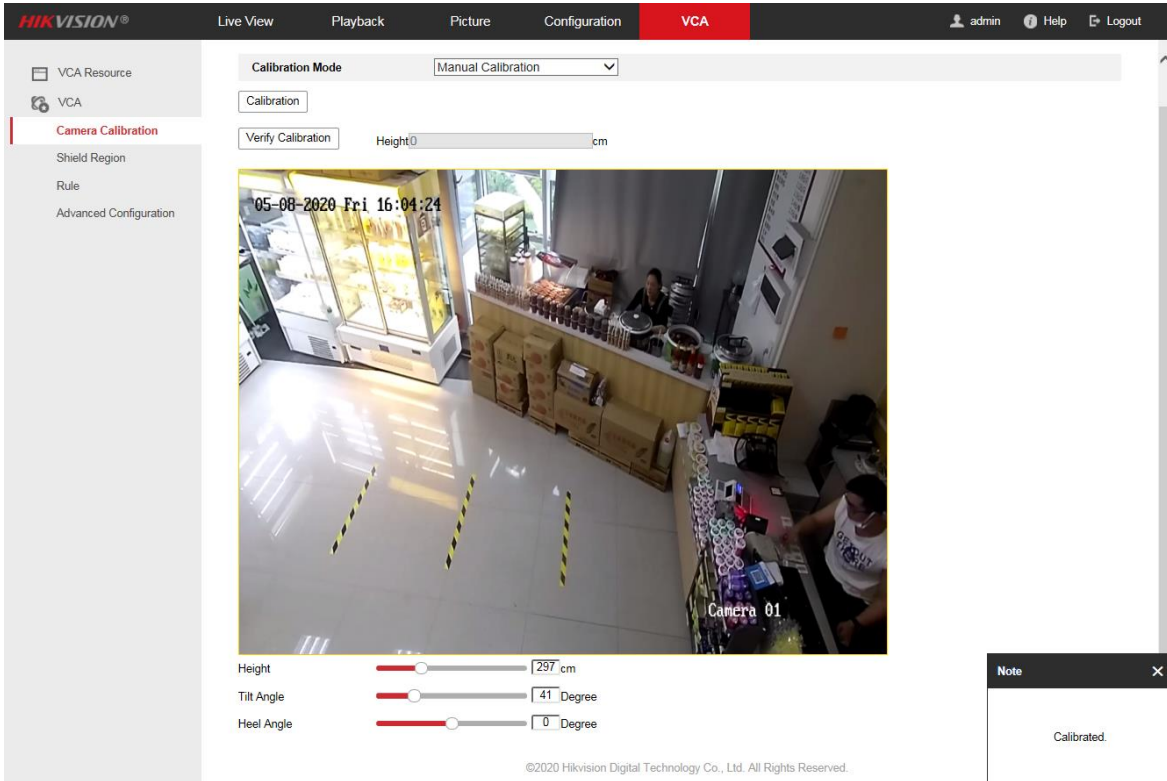 HIKVISION®
Live View Playback Picture Configuration VCA admin Help Logout
VCA Resource
VCA
Camera Calibration
Shield Region
Rule
Advanced Configuration
Calibration Mode Manual Calibration
Calibration
Verify Calibration Height 0 cm
05-08-2020 Fri 16:04:24
GET OUT
Camera 01
Height 297 cm
Tilt Angle 41 Degree
Heel Angle 0 Degree
Note
Calibrated.
©2020 Hikvision Digital Technology Co., Ltd. All Rights Reserved.